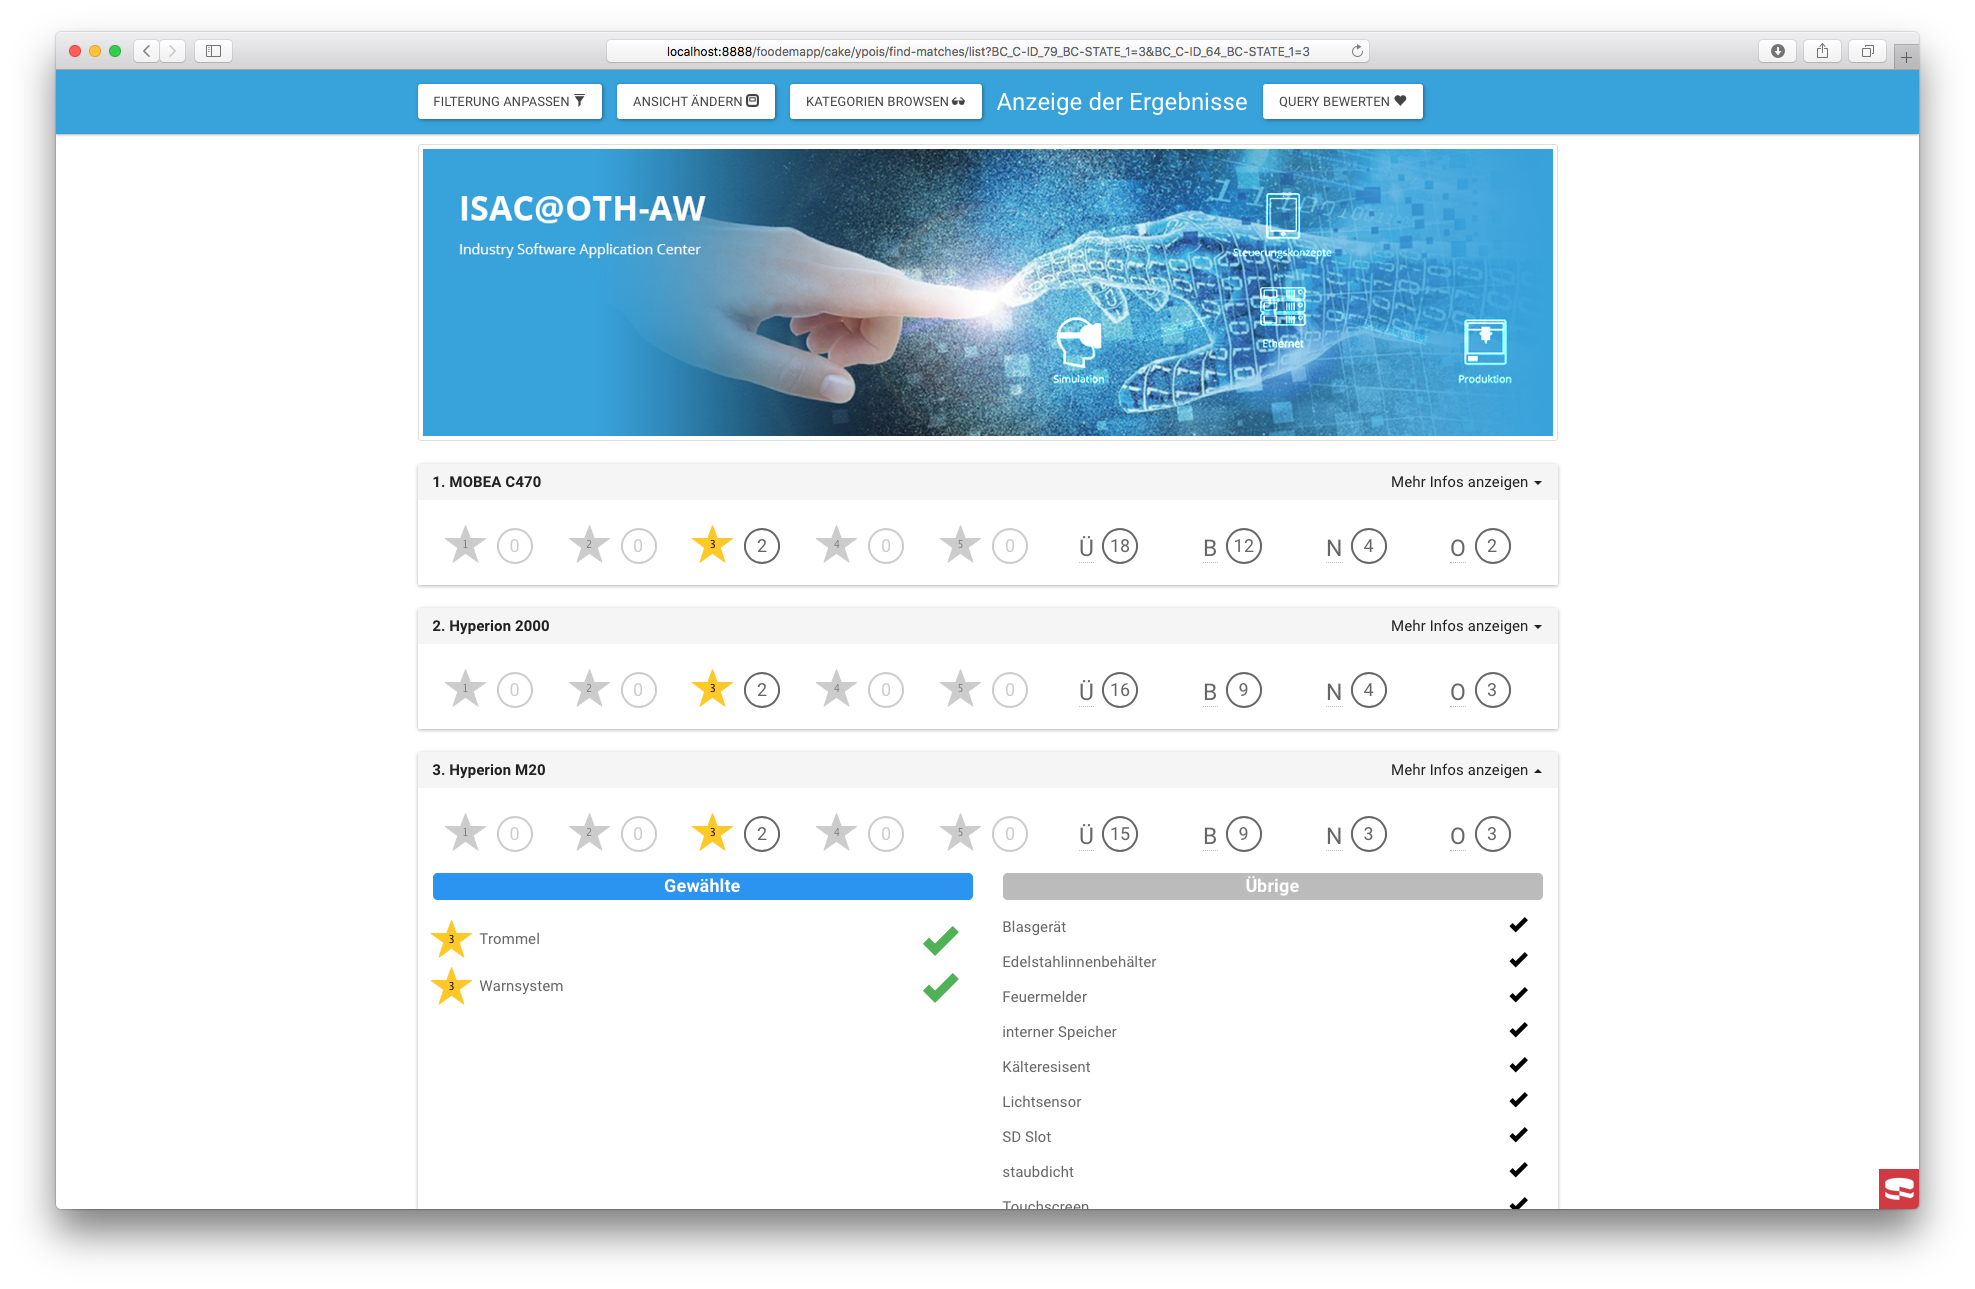 localhost:8888/foodemapp/cake/ypois/find-matches/list?BC_C-ID_79_BC-STATE_1=3&BC_C-ID_64_BC-STATE_1=3
FILTERUNG ANPASSEN ANSICHT ÄNDERN KATEGORIEN BROWSEN Anzeige der Ergebnisse QUERY BEWERTEN
ISAC@OTH-AW
Industry Software Application Center
Steuerungskonzepte
Ethernet
Simulation
Produktion
1. MOBEA C470 Mehr Infos anzeigen
1 0 2 0 3 2 4 0 5 0 Ü 18 B 12 N 4 O 2
2. Hyperion 2000 Mehr Infos anzeigen
1 0 2 0 3 2 4 0 5 0 Ü 16 B 9 N 4 O 3
3. Hyperion M20 Mehr Infos anzeigen
1 0 2 0 3 2 4 0 5 0 Ü 15 B 9 N 3 O 3
Gewählte
3 Trommel
3 Warnsystem
Übrige
Blasgerät
Edelstahlinnenbehälter
Feuermelder
interner Speicher
Kälteresisent
Lichtsensor
SD Slot
staubdicht
Touchscreen